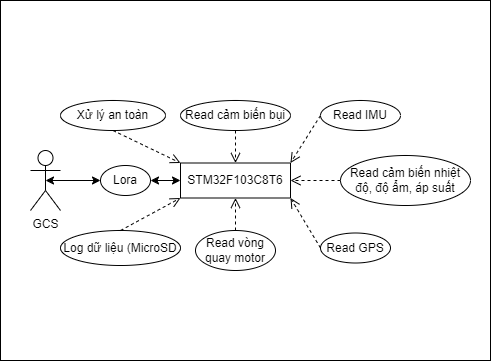 Xử lý an toàn
Read cảm biến bụi
Read IMU
Lora
STM32F103C8T6
Read cảm biến nhiệt
độ, độ ẩm, áp suất
GCS
Log dữ liệu (MicroSD
Read vòng
quay motor
Read GPS